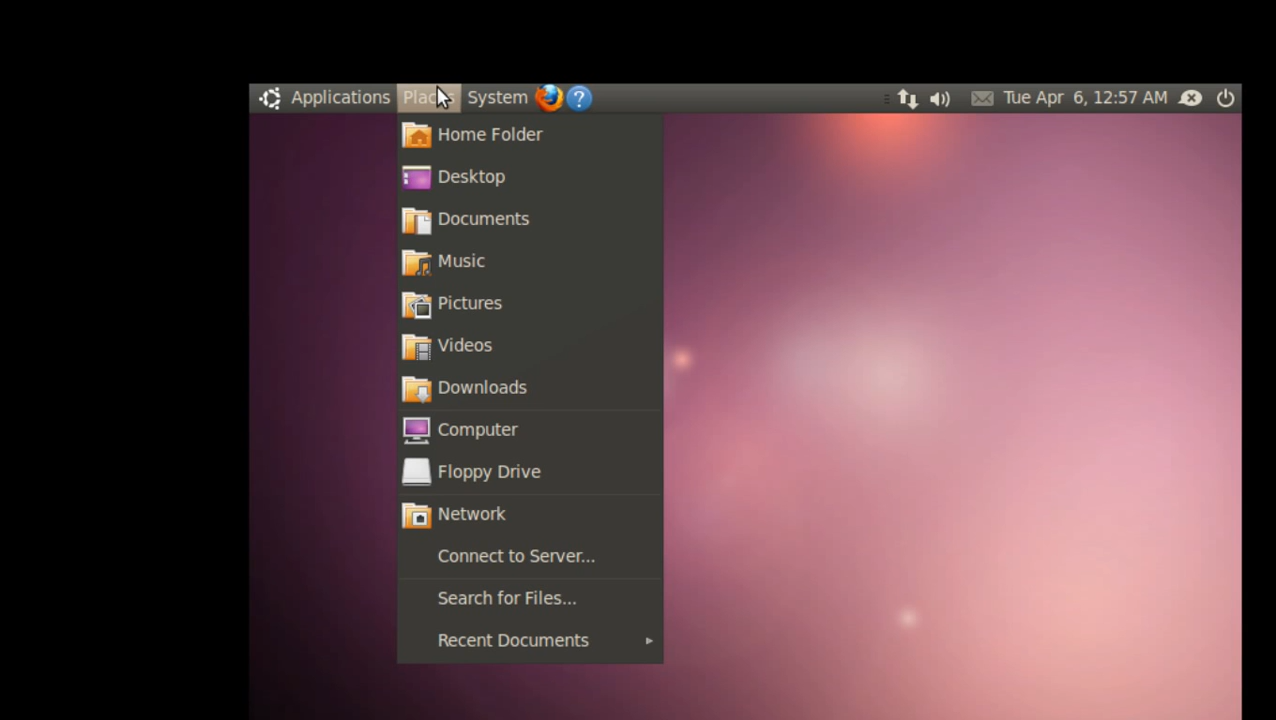 Applications Places System ? Tue Apr 6, 12:57 AM
Home Folder
Desktop
Documents
Music
Pictures
Videos
Downloads
Computer
Floppy Drive
Network
Connect to Server...
Search for Files...
Recent Documents